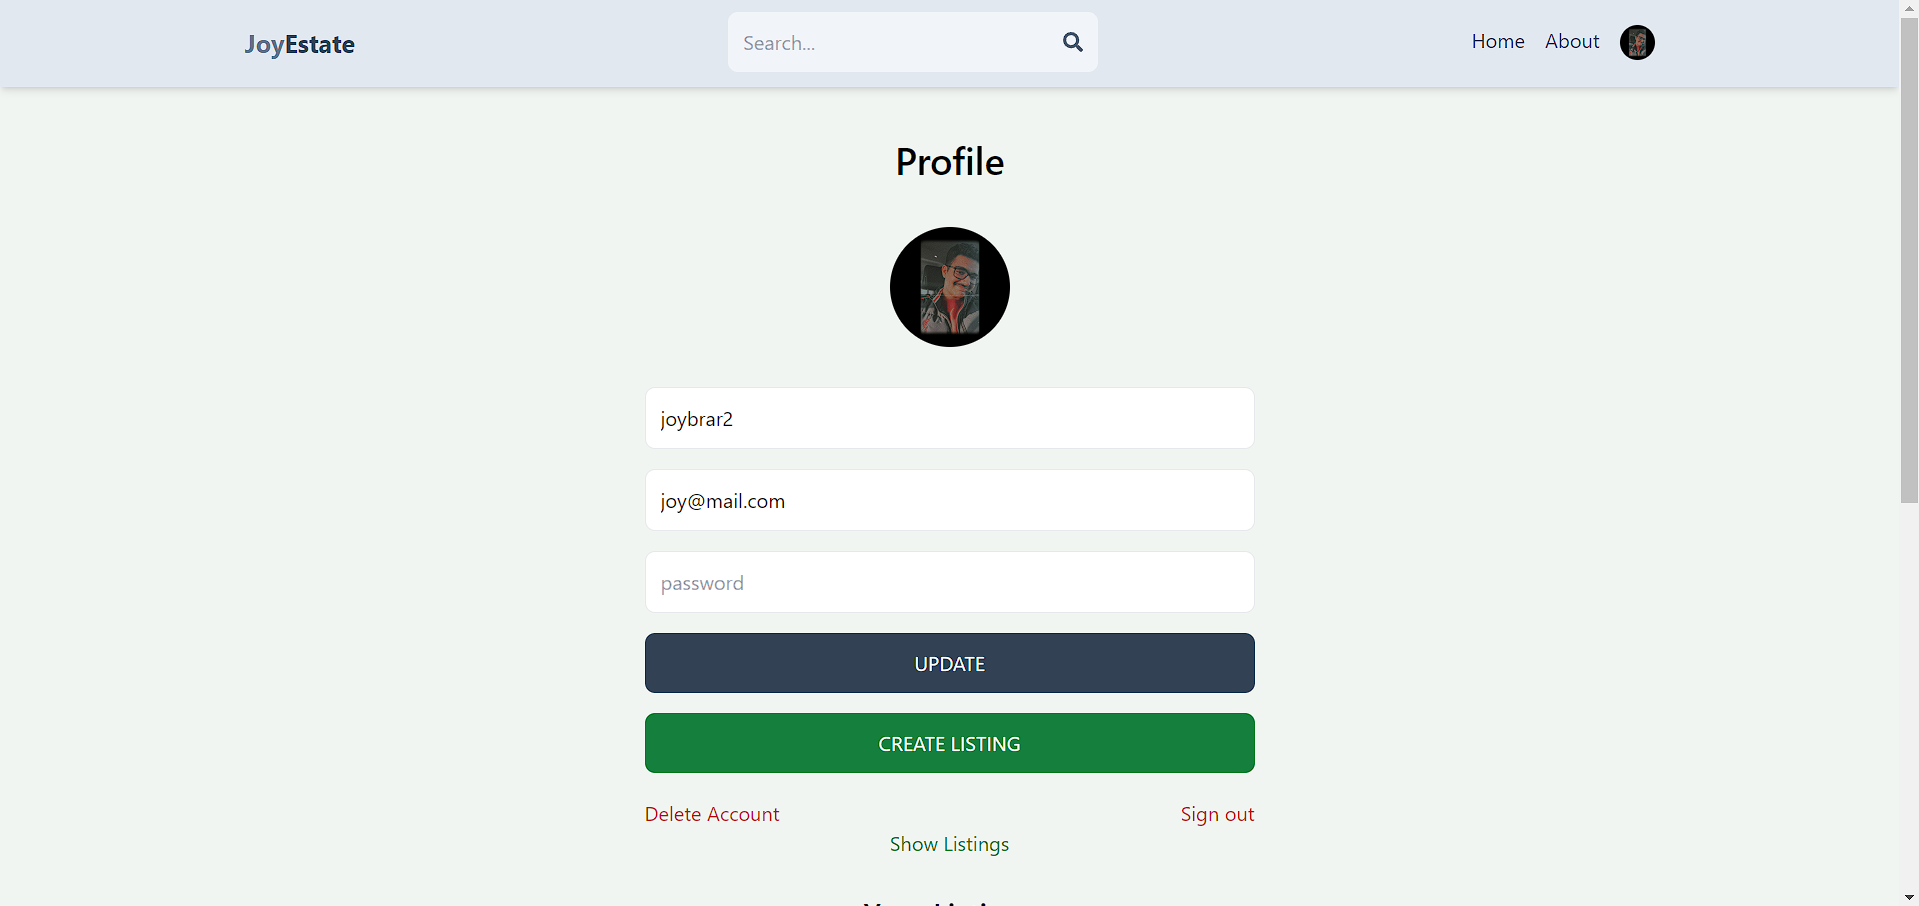 JoyEstate
Search...
Home
About
Profile
joybrar2
joy@mail.com
password
UPDATE
CREATE LISTING
Delete Account
Sign out
Show Listings